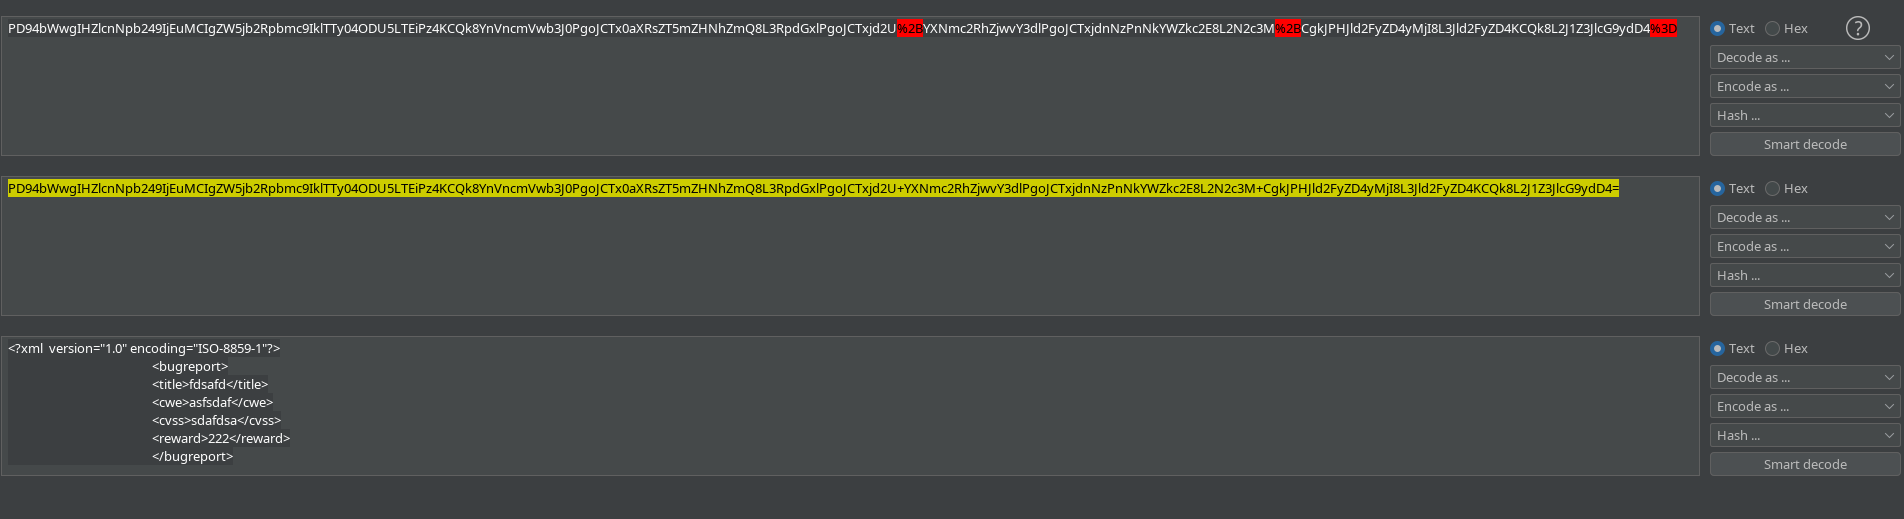 PD94bWwgIHZlcnNpb249IjEuMCIgZW5jb2Rpbmc9IklTTy04ODU5LTEiPz4KCQk8YnVncmVwb3J0PgoJCTx0aXRsZT5mZHNhZmQ8L3RpdGxlPgoJCTxjd2U%2BYXNmc2RhZjwvY3dlPgoJCTxjdnNzPnNkYWZkc2E8L2N2c3M%2BCgkJPHJld2FyZD4yMjI8L3Jld2FyZD4KCQk8L2J1Z3JlcG9ydD4%3D
Text Hex ?
Decode as ...
Encode as ...
Hash ...
Smart decode
PD94bWwgIHZlcnNpb249IjEuMCIgZW5jb2Rpbmc9IklTTy04ODU5LTEiPz4KCQk8YnVncmVwb3J0PgoJCTx0aXRsZT5mZHNhZmQ8L3RpdGxlPgoJCTxjd2U+YXNmc2RhZjwvY3dlPgoJCTxjdnNzPnNkYWZkc2E8L2N2c3M+CgkJPHJld2FyZD4yMjI8L3Jld2FyZD4KCQk8L2J1Z3JlcG9ydD4=
Text Hex
Decode as ...
Encode as ...
Hash ...
Smart decode
<?xml  version="1.0" encoding="ISO-8859-1"?>
<bugreport>
<title>fdsafd</title>
<cwe>asfsdaf</cwe>
<cvss>sdafdsa</cvss>
<reward>222</reward>
</bugreport>
Text Hex
Decode as ...
Encode as ...
Hash ...
Smart decode